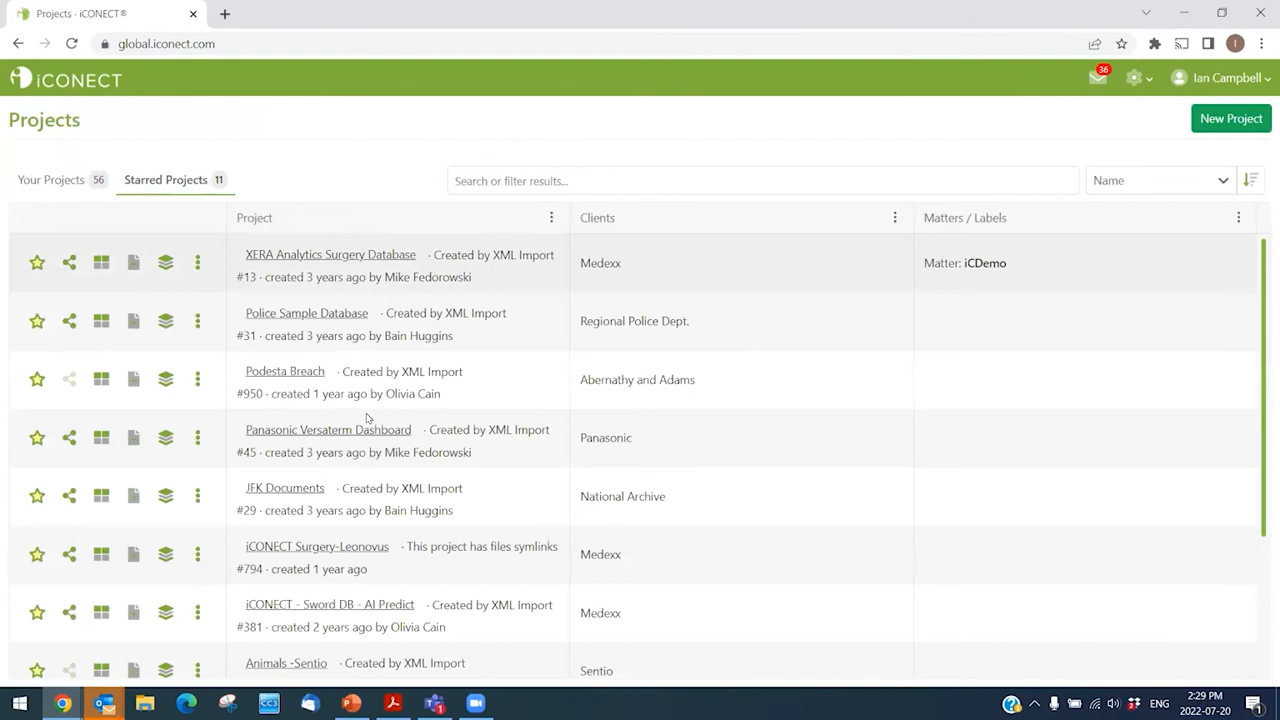 Projects · iCONECT®
global.iconect.com
iCONECT
36
Ian Campbell
Projects
New Project
Your Projects 56
Starred Projects 11
Search or filter results...
Name
Project
Clients
Matters / Labels
XERA Analytics Surgery Database · Created by XML Import
#13 · created 3 years ago by Mike Fedorowski
Medexx
Matter: iCDemo
Police Sample Database · Created by XML Import
#31 · created 3 years ago by Bain Huggins
Regional Police Dept.
Podesta Breach · Created by XML Import
#950 · created 1 year ago by Olivia Cain
Abernathy and Adams
Panasonic Versaterm Dashboard · Created by XML Import
#45 · created 3 years ago by Mike Fedorowski
Panasonic
JFK Documents · Created by XML Import
#29 · created 3 years ago by Bain Huggins
National Archive
iCONECT Surgery-Leonovus · This project has files symlinks
#794 · created 1 year ago
Medexx
iCONECT - Sword DB - AI Predict · Created by XML Import
#381 · created 2 years ago by Olivia Cain
Medexx
Animals -Sentio · Created by XML Import
Sentio
CC3
ENG
2:29 PM
2022-07-20